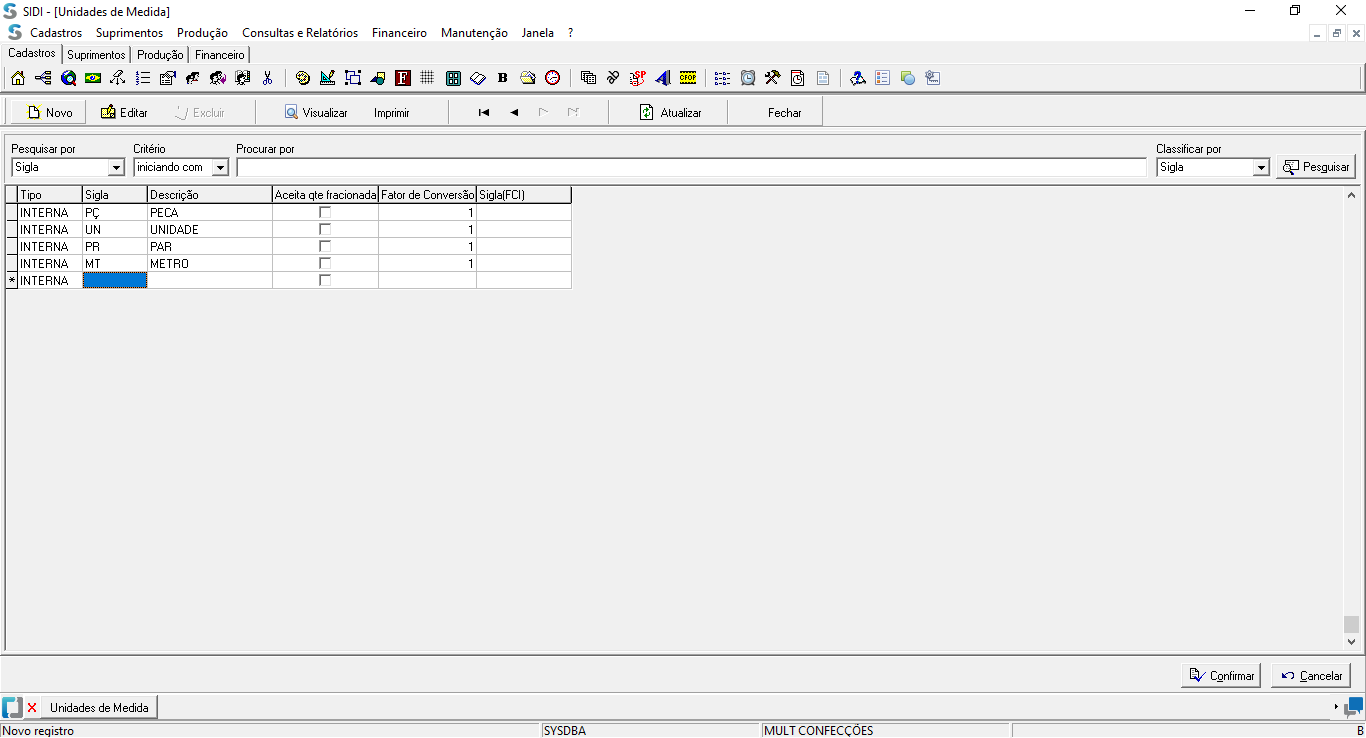 SIDI - [Unidades de Medida]
Cadastros Suprimentos Produção Consultas e Relatórios Financeiro Manutenção Janela ?
Cadastros Suprimentos Produção Financeiro
F B SP CFOP
Novo Editar Excluir Visualizar Imprimir Atualizar Fechar
Pesquisar por Critério Procurar por Classificar por
Sigla iniciando com Sigla Pesquisar
Tipo Sigla Descrição Aceita qte fracionada Fator de Conversão Sigla(FCI)
INTERNA PÇ PECA 1
INTERNA UN UNIDADE 1
INTERNA PR PAR 1
INTERNA MT METRO 1
* INTERNA
Confirmar Cancelar
Unidades de Medida
Novo registro SYSDBA MULT CONFECÇÕES B